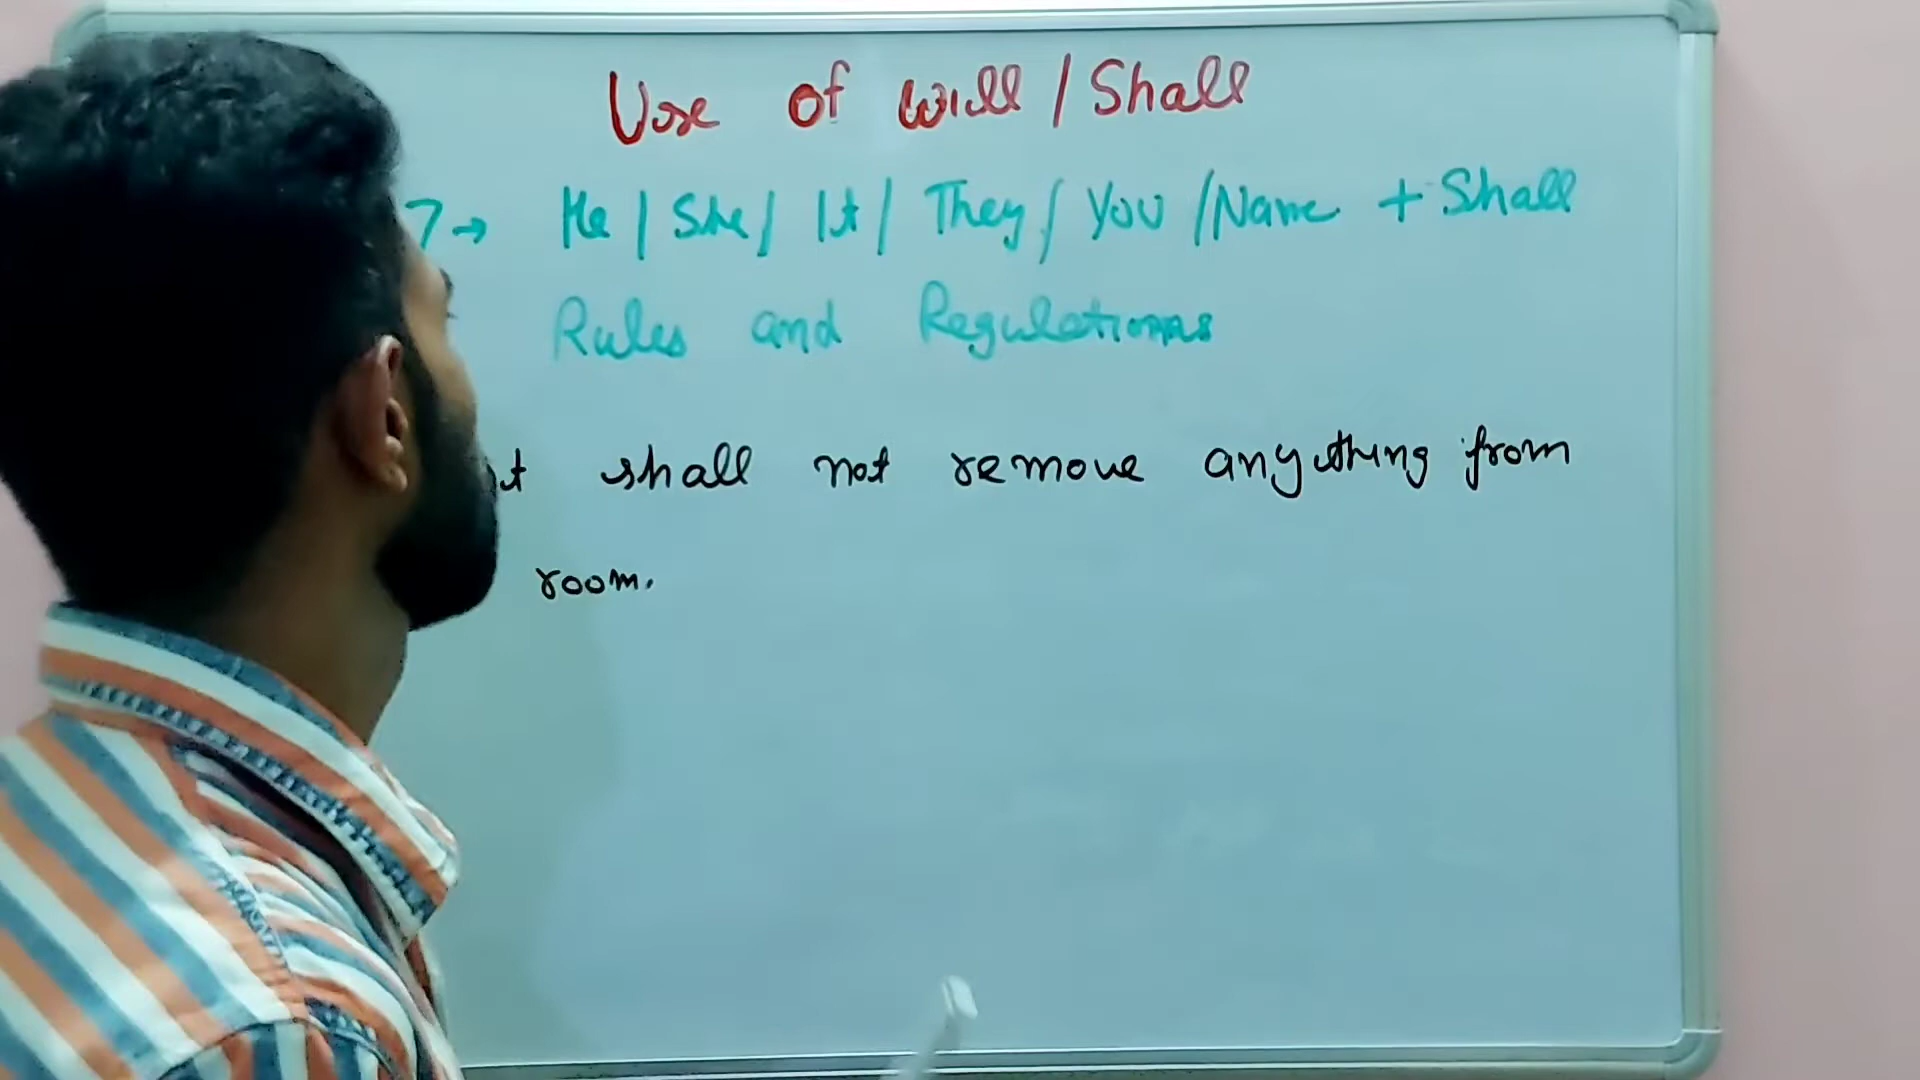 Use of will / Shall
7 → He / She / It / They / You / Name + Shall
Rules and Regulations
shall not remove anything from
room.